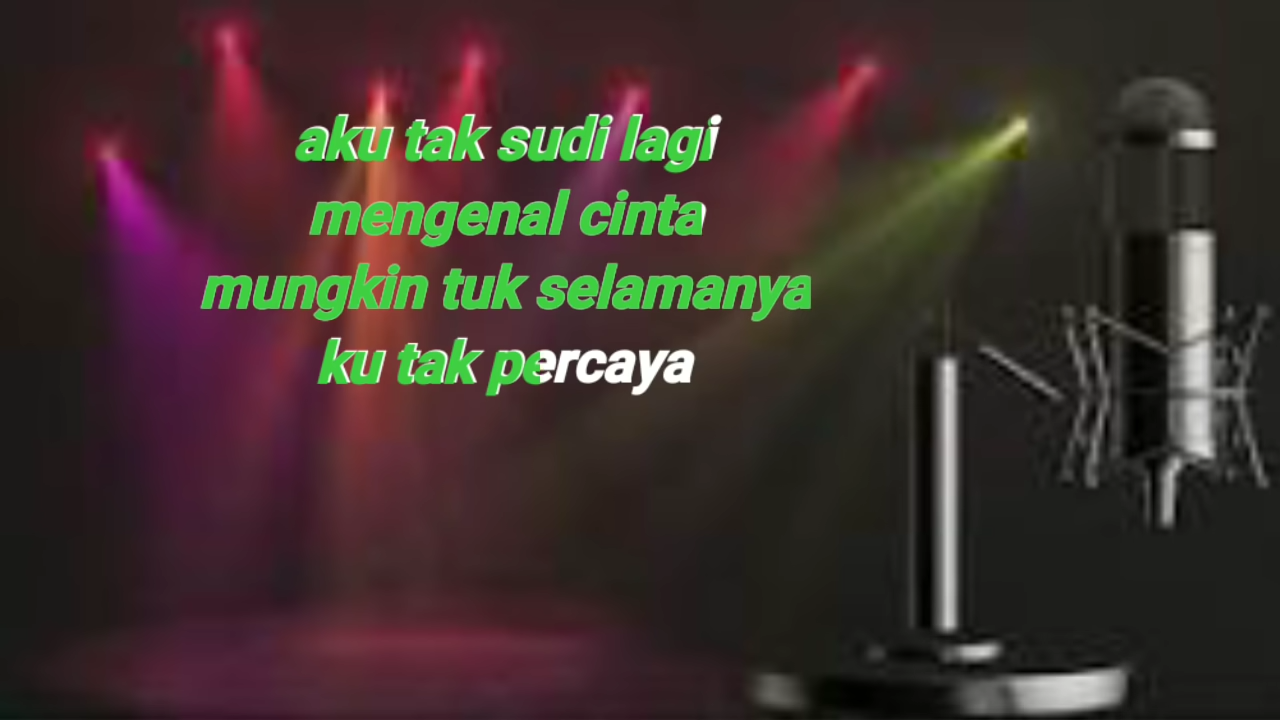 aku tak sudi lagi
mengenal cinta
mungkin tuk selamanya
ku tak percaya